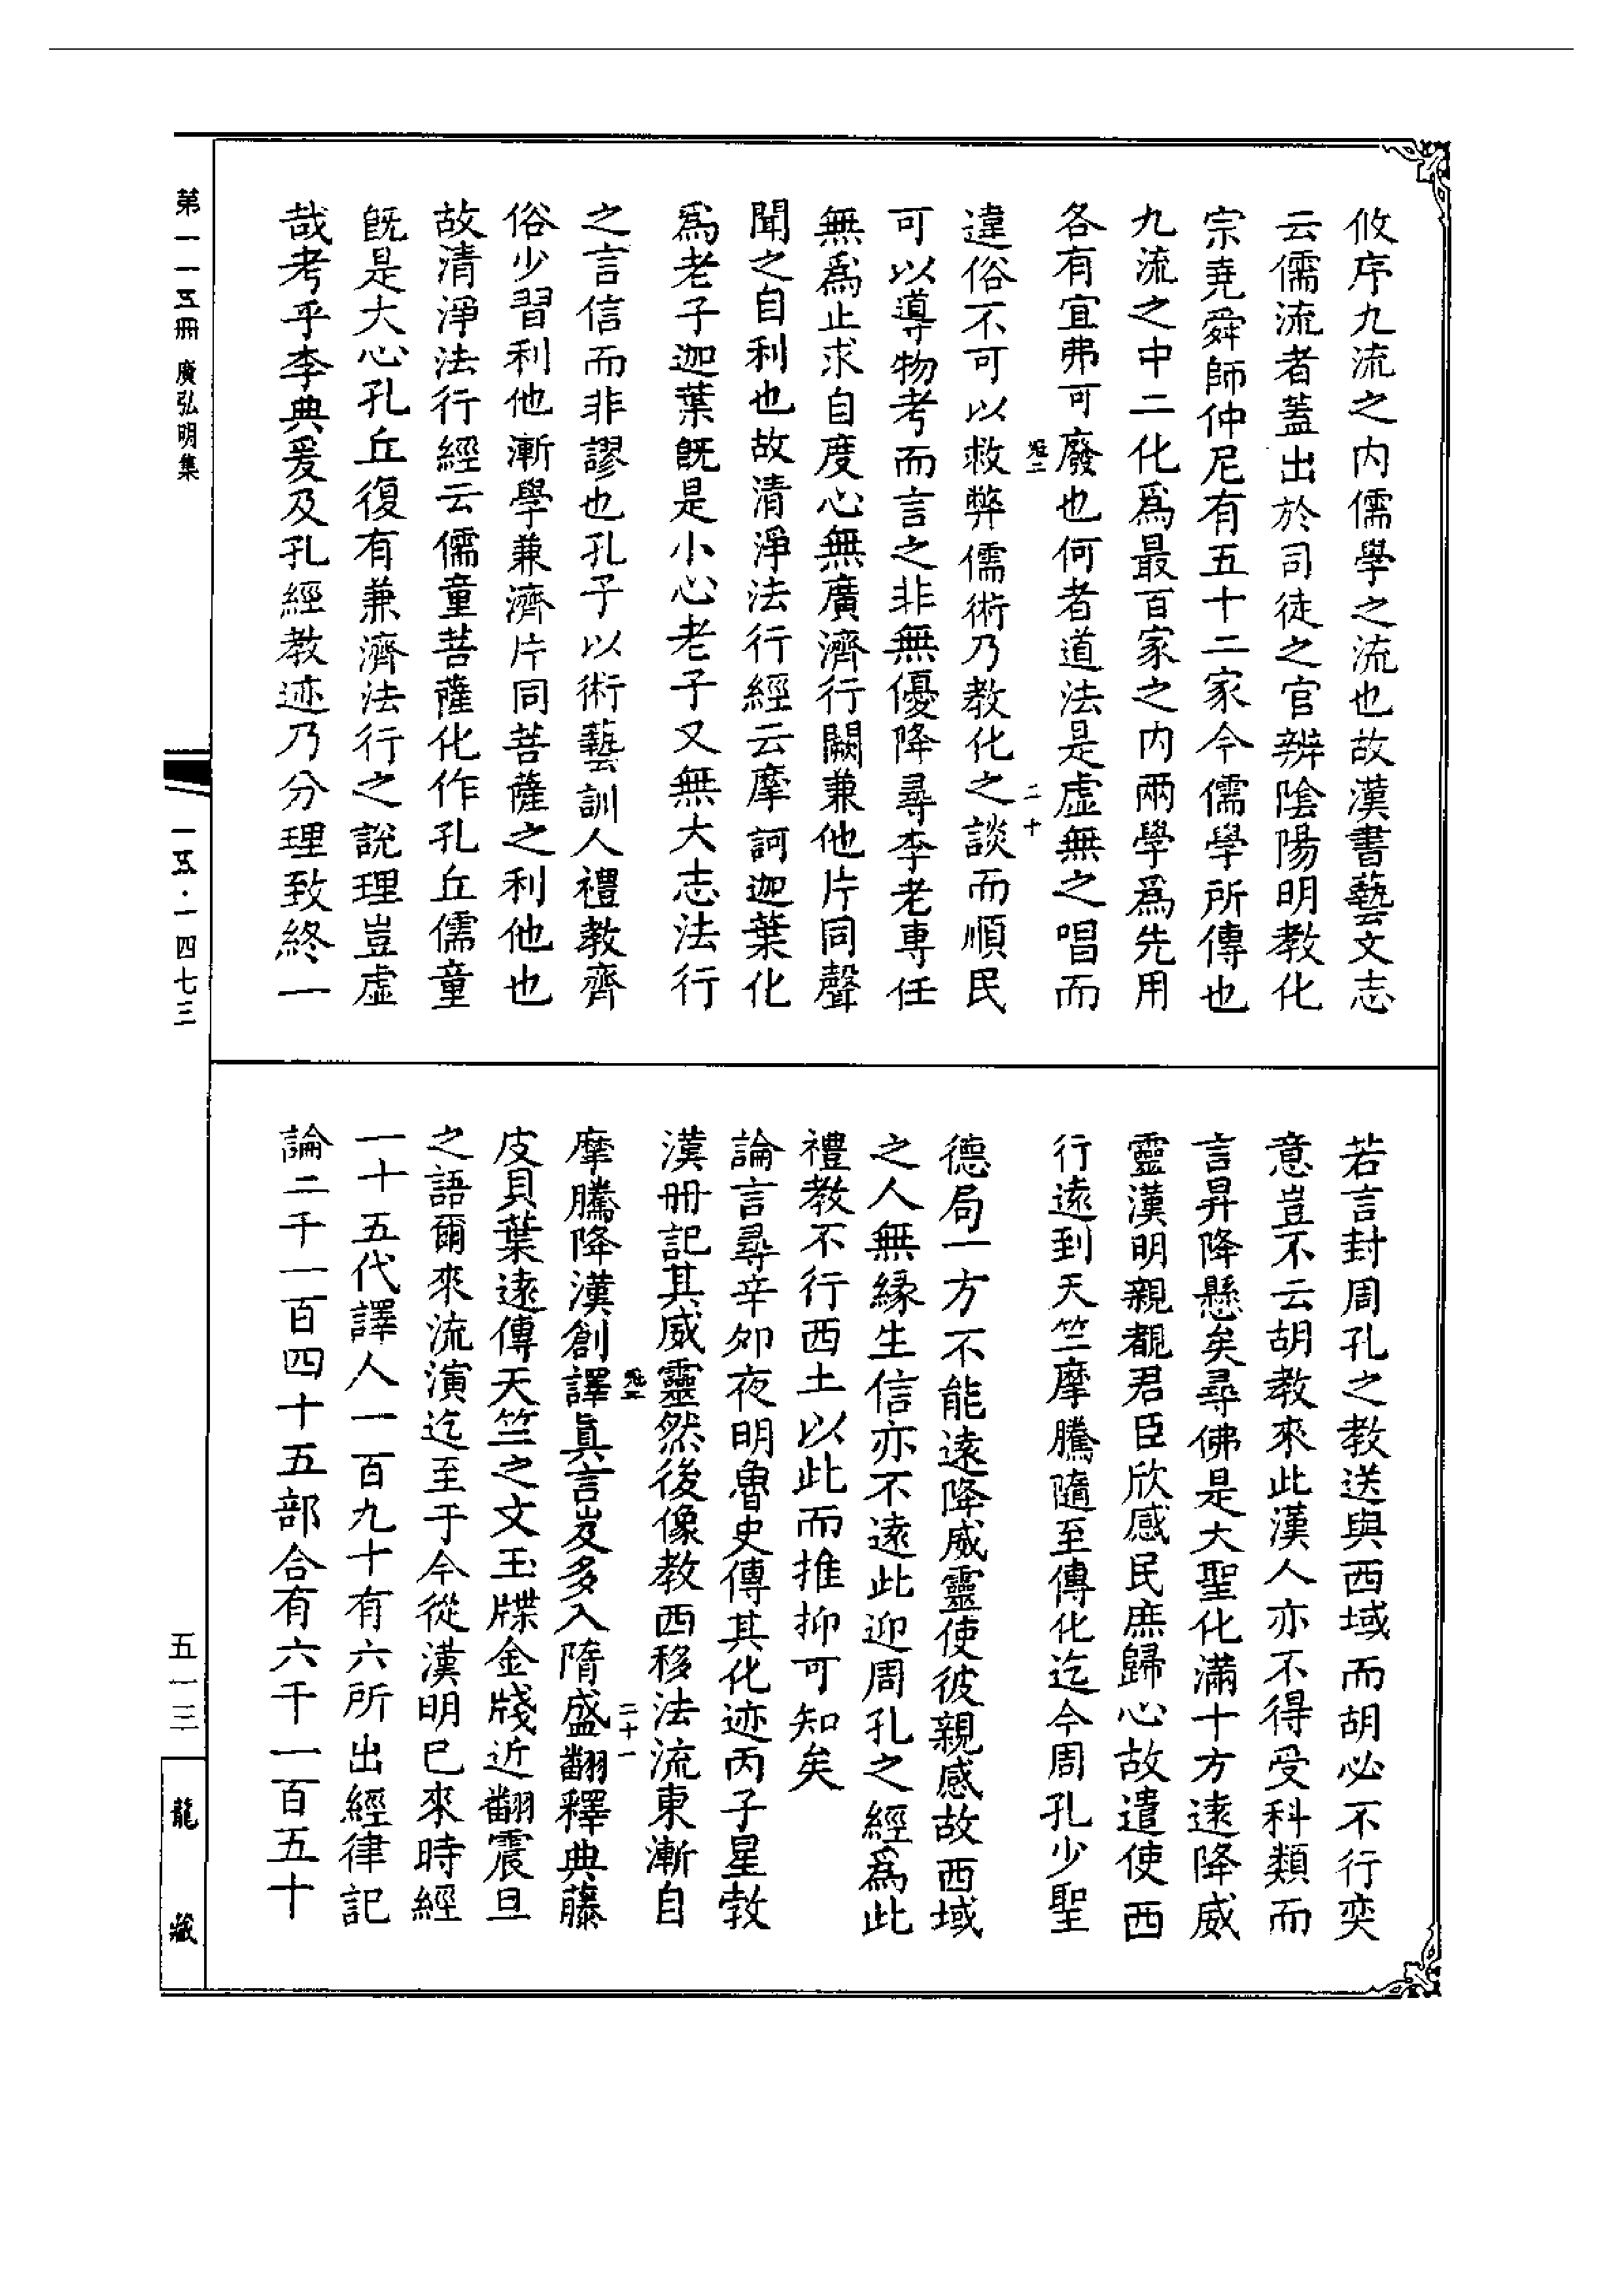 攸序九流之内儒學之流也故漢書藝文志
云儒流者蓋出於司徒之官辨陰陽明教化
宗堯舜師仲尼有五十二家今儒學所傳也
九流之中二化爲最百家之内兩學爲先用
各有宜弗可廢也何者道法是虛無之唱而
二十
違俗不可以救弊儒術乃教化之談而順民
可以導物考而言之非無優降尋李老專任
無爲止求自度心無廣濟行闕兼他片同聲
聞之自利也故清淨法行經云摩訶迦葉化
爲老子迦葉旣是小心老子又無大志法行
之言信而非謬也孔子以術藝訓人禮教齊
俗少習利他漸學兼濟片同菩薩之利他也
故清淨法行經云儒童菩薩化作孔丘儒童
旣是大心孔丘復有兼濟法行之說理豈虛
哉考乎李典爰及孔經教迹乃分理致終一
若言封周孔之教送與西域而胡必不行奕
意豈不云胡教來此漢人亦不得受科類而
言昇降懸矣尋佛是大聖化滿十方遠降威
靈漢明親覩君臣欣感民庶歸心故遣使西
行遠到天竺摩騰隨至傳化迄今周孔少聖
德局一方不能遠降威靈使彼親感故西域
之人無緣生信亦不遠此迎周孔之經爲此
禮教不行西土以此而推抑可知矣
論言尋辛夘夜明魯史傳其化迹丙子星教
漢冊記其威靈然後像教西移法流東漸自
二十一
摩騰降漢創譯眞言岌多入隋盛翻釋典藤
皮貝葉遠傳天竺之文玉牒金牋近翻震旦
之語爾來流演迄至于今從漢明巳來時經
一十五代譯人一百九十有六所出經律記
論二千一百四十五部合有六千一百五十
第一一五冊 廣弘明集
一五·一四七三
五一三
龍藏